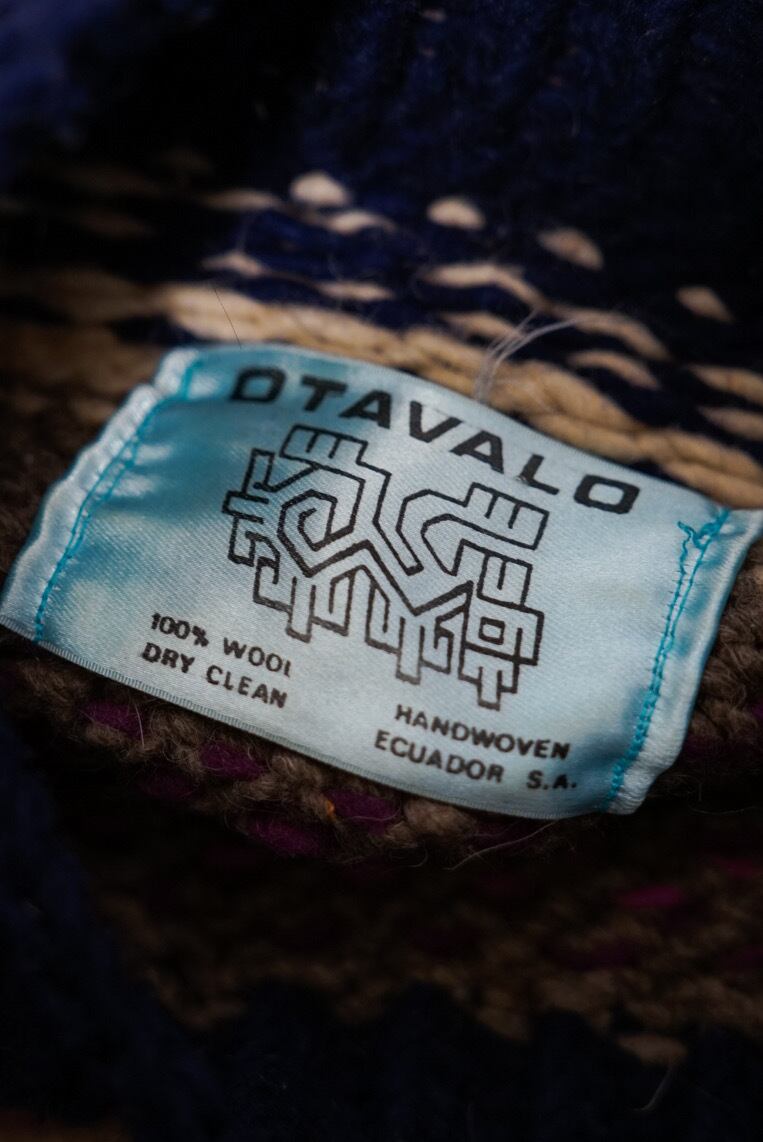 OTAVALO
100% WOOL
DRY CLEAN
HANDWOVEN
ECUADOR S.A.